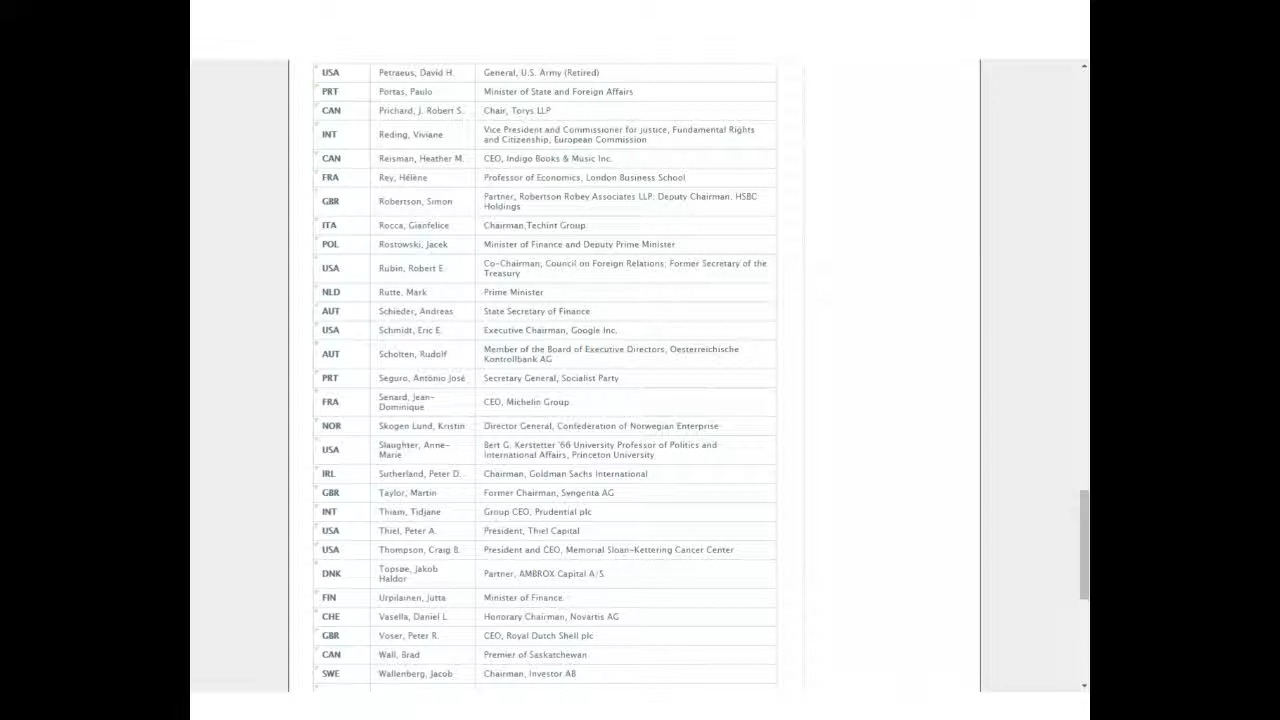 USA Petraeus, David H. General, U.S. Army (Retired)
PRT Portas, Paulo Minister of State and Foreign Affairs
CAN Prichard, J. Robert S. Chair, Torys LLP
INT Reding, Viviane Vice President and Commissioner for Justice, Fundamental Rights
and Citizenship, European Commission
CAN Reisman, Heather M. CEO, Indigo Books & Music Inc.
FRA Rey, Hélène Professor of Economics, London Business School
GBR Robertson, Simon Partner, Robertson Robey Associates LLP; Deputy Chairman, HSBC
Holdings
ITA Rocca, Gianfelice Chairman,Techint Group
POL Rostowski, Jacek Minister of Finance and Deputy Prime Minister
USA Rubin, Robert E. Co-Chairman, Council on Foreign Relations; Former Secretary of the
Treasury
NLD Rutte, Mark Prime Minister
AUT Schieder, Andreas State Secretary of Finance
USA Schmidt, Eric E. Executive Chairman, Google Inc.
AUT Scholten, Rudolf Member of the Board of Executive Directors, Oesterreichische
Kontrollbank AG
PRT Seguro, António José Secretary General, Socialist Party
FRA Senard, Jean-
Dominique CEO, Michelin Group
NOR Skogen Lund, Kristin Director General, Confederation of Norwegian Enterprise
USA Slaughter, Anne-
Marie Bert G. Kerstetter '66 University Professor of Politics and
International Affairs, Princeton University
IRL Sutherland, Peter D. Chairman, Goldman Sachs International
GBR Taylor, Martin Former Chairman, Syngenta AG
INT Thiam, Tidjane Group CEO, Prudential plc
USA Thiel, Peter A. President, Thiel Capital
USA Thompson, Craig B. President and CEO, Memorial Sloan-Kettering Cancer Center
DNK Topsøe, Jakob
Haldor Partner, AMBROX Capital A/S
FIN Urpilainen, Jutta Minister of Finance
CHE Vasella, Daniel L. Honorary Chairman, Novartis AG
GBR Voser, Peter R. CEO, Royal Dutch Shell plc
CAN Wall, Brad Premier of Saskatchewan
SWE Wallenberg, Jacob Chairman, Investor AB